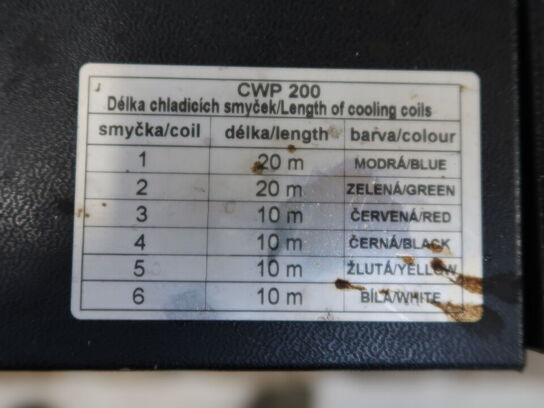 CWP 200
Délka chladicích smyček/Length of cooling coils
smyčka/coil délka/length barva/colour
1 20 m MODRÁ/BLUE
2 20 m ZELENÁ/GREEN
3 10 m ČERVENÁ/RED
4 10 m ČERNÁ/BLACK
5 10 m ŽLUTÁ/YELLOW
6 10 m BÍLÁ/WHITE